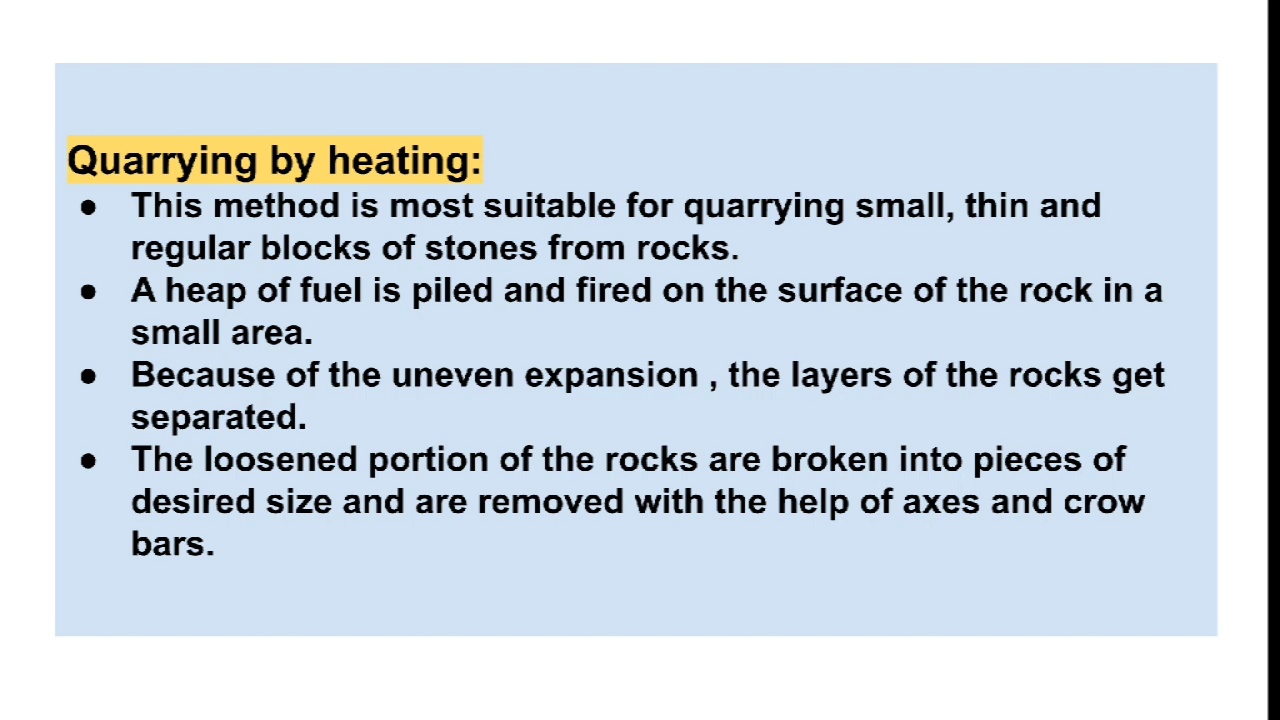 Quarrying by heating:
● This method is most suitable for quarrying small, thin and
regular blocks of stones from rocks.
● A heap of fuel is piled and fired on the surface of the rock in a
small area.
● Because of the uneven expansion , the layers of the rocks get
separated.
● The loosened portion of the rocks are broken into pieces of
desired size and are removed with the help of axes and crow
bars.